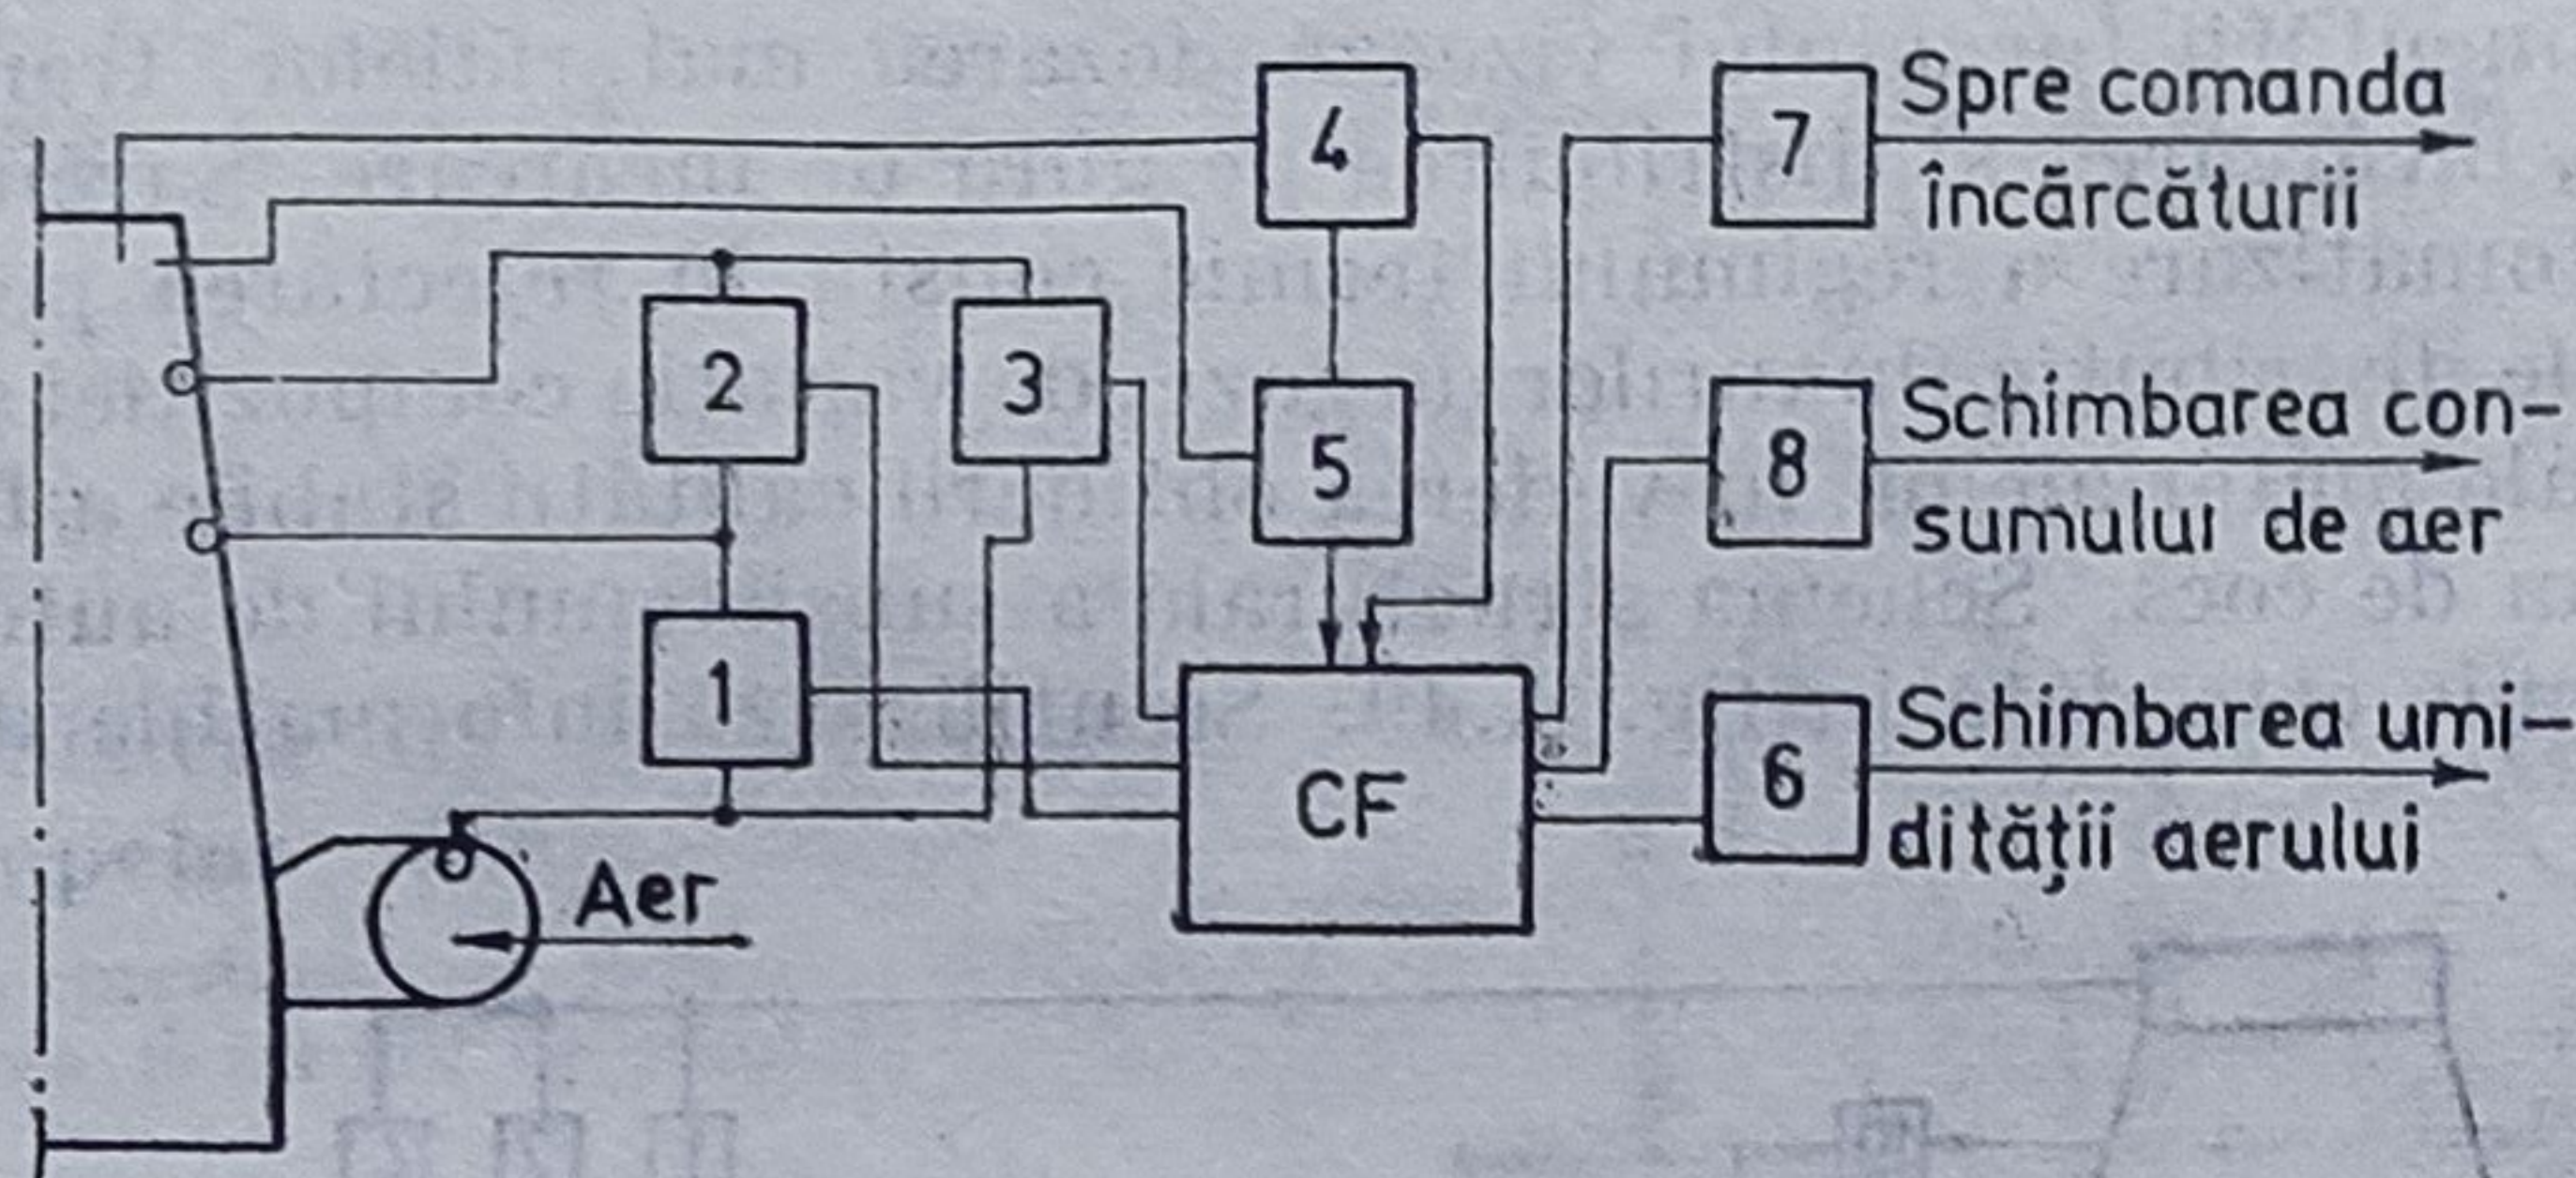 4
7
Spre comanda
încărcăturii
2
3
5
8
Schimbarea con-
sumului de aer
1
CF
6
Schimbarea umi-
dității aerului
Aer